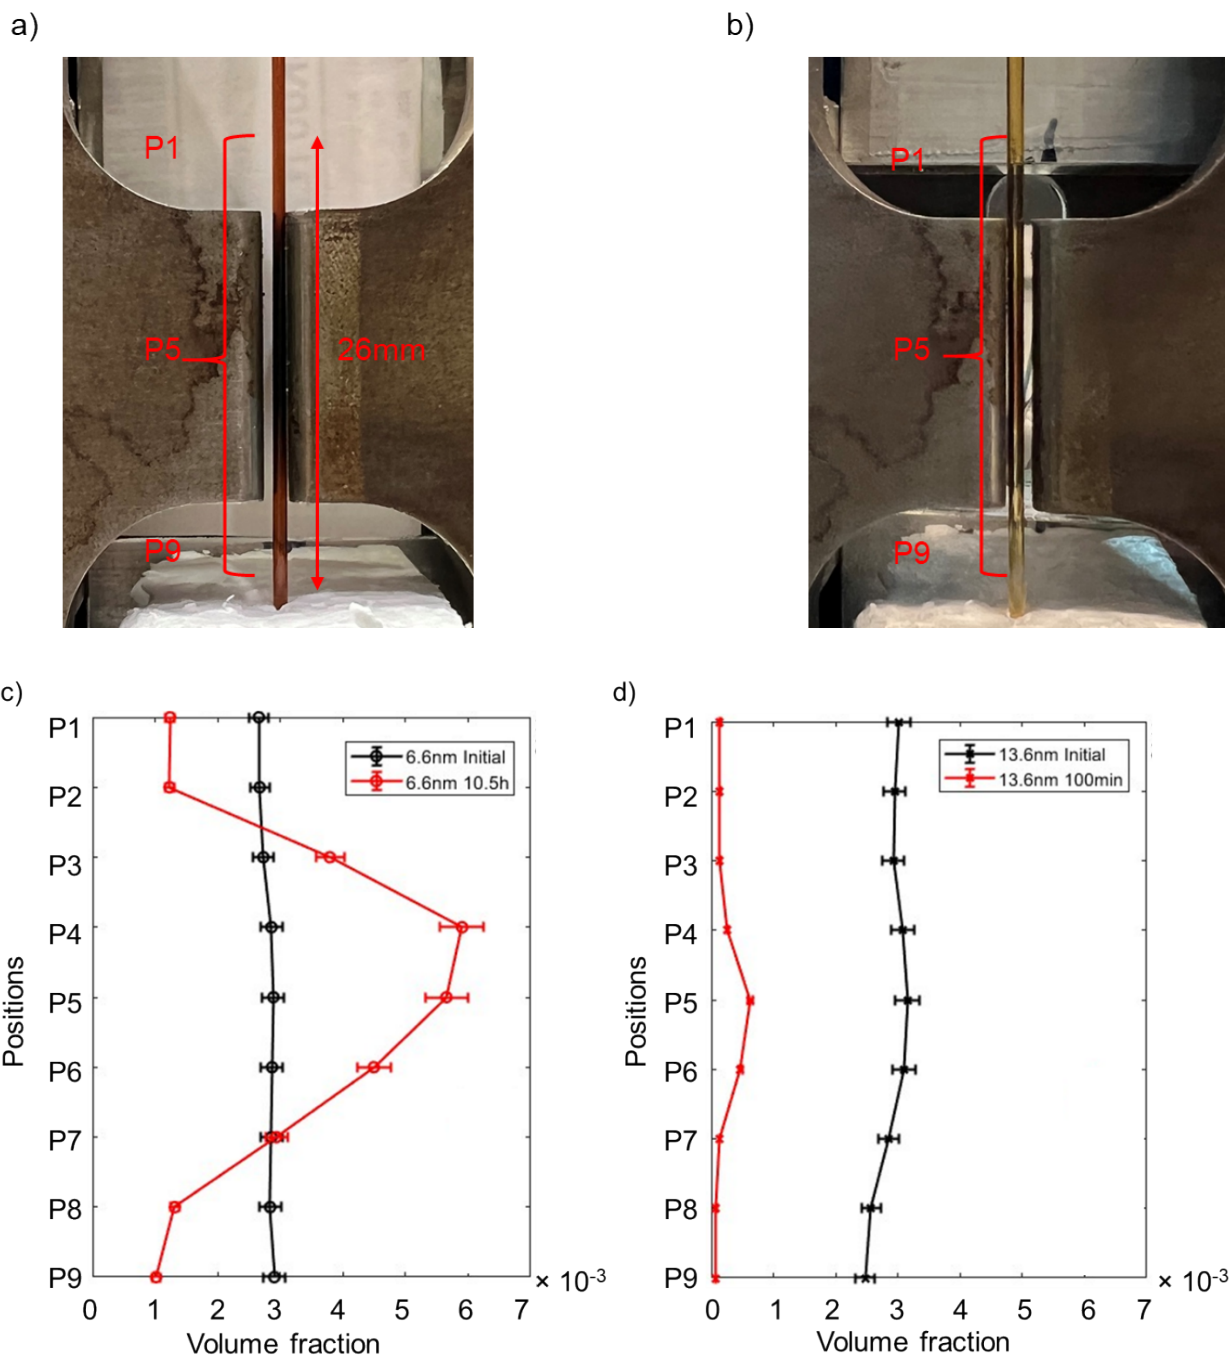 a)
b)
P1
P5
26mm
P9
P1
P5
P9
c)
P1
P2
P3
P4
P5
P6
P7
P8
P9
Positions
6.6nm Initial
6.6nm 10.5h
0 1 2 3 4 5 6 7
× 10⁻³
Volume fraction
d)
P1
P2
P3
P4
P5
P6
P7
P8
P9
Positions
13.6nm Initial
13.6nm 100min
0 1 2 3 4 5 6 7
× 10⁻³
Volume fraction